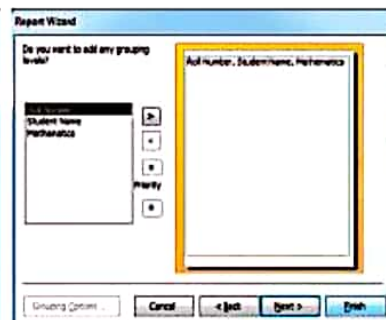 Report Wizard
Do you want to add any grouping
levels?
Roll Number, Student Name, Mathematics
Roll Number
Student Name
Mathematics
>
<
Priority
Grouping Options ...
Cancel
< Back
Next >
Finish